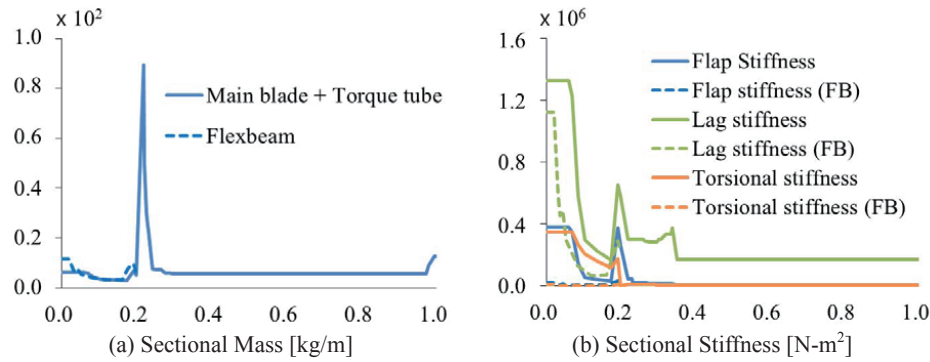 x 10²
1.0
0.8
0.6
0.4
0.2
0.0
Main blade + Torque tube
Flexbeam
0.0 0.2 0.4 0.6 0.8 1.0
(a) Sectional Mass [kg/m]
x 10⁶
1.6
1.2
0.8
0.4
0.0
Flap Stiffness
Flap stiffness (FB)
Lag stiffness
Lag stiffness (FB)
Torsional stiffness
Torsional stiffness (FB)
0.0 0.2 0.4 0.6 0.8 1.0
(b) Sectional Stiffness [N-m²]